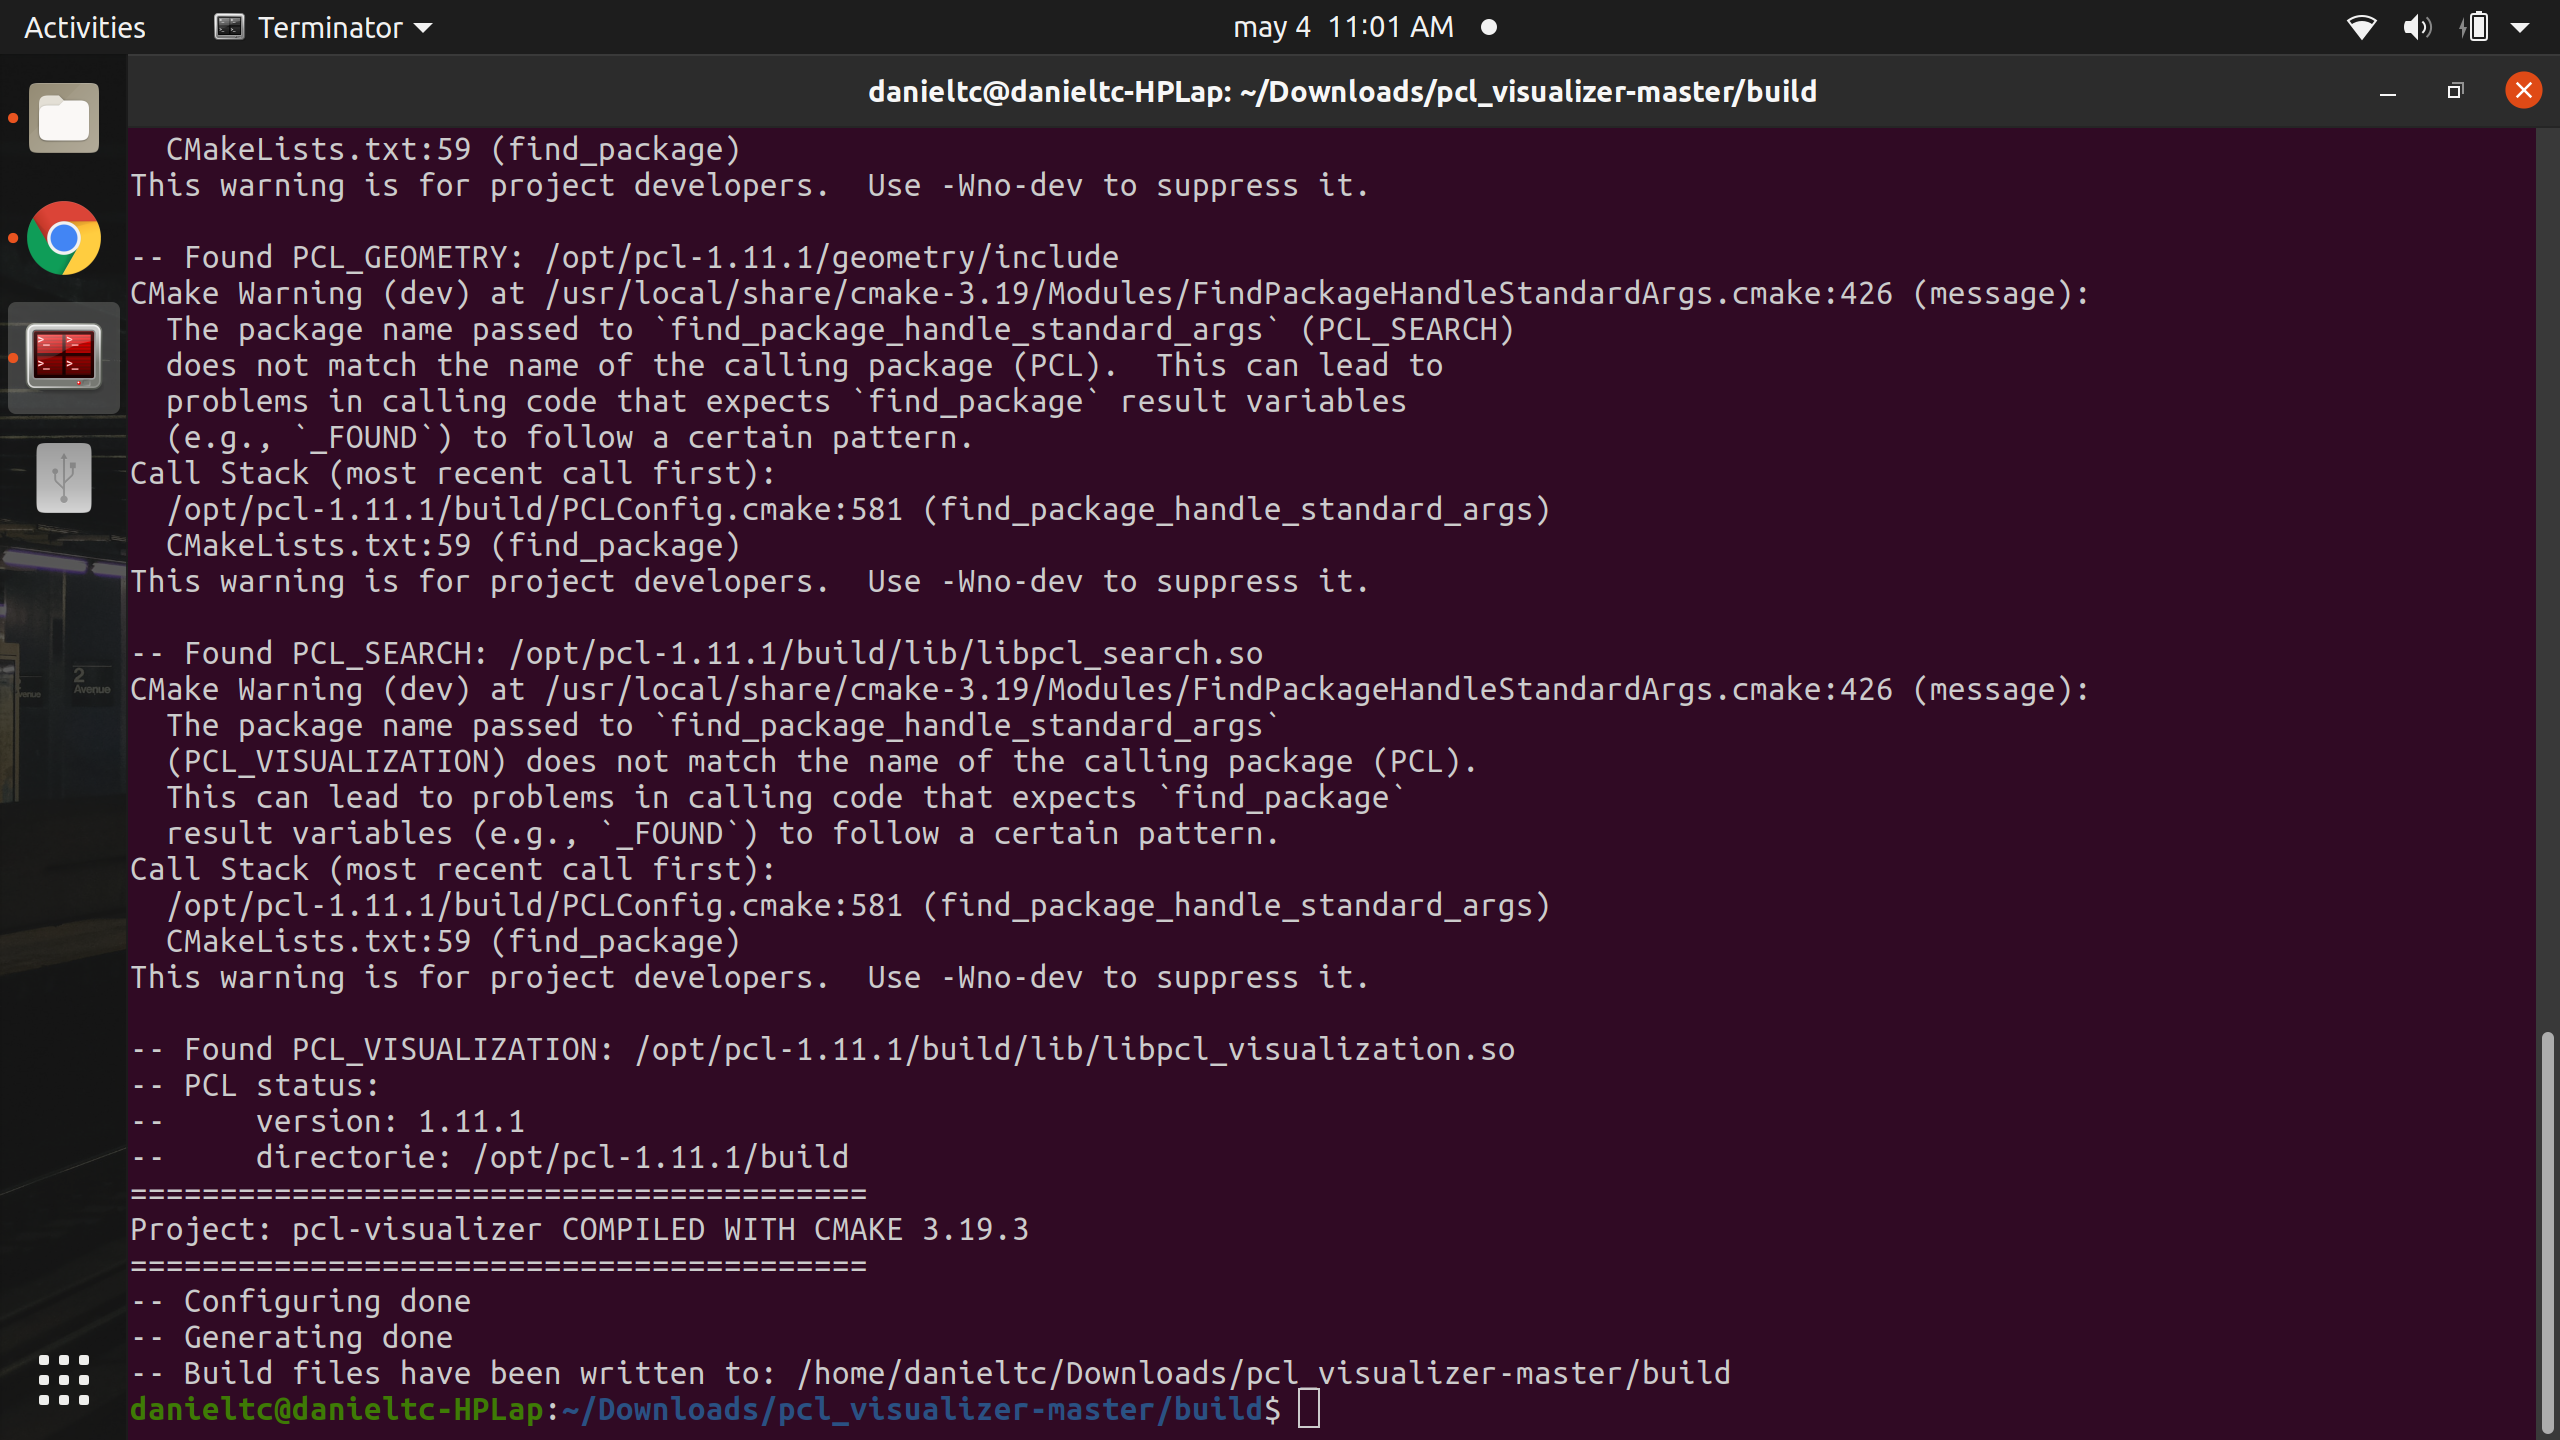 Activities
Terminator
may 4  11:01 AM
danieltc@danieltc-HPLap: ~/Downloads/pcl_visualizer-master/build
  CMakeLists.txt:59 (find_package)
This warning is for project developers.  Use -Wno-dev to suppress it.

-- Found PCL_GEOMETRY: /opt/pcl-1.11.1/geometry/include
CMake Warning (dev) at /usr/local/share/cmake-3.19/Modules/FindPackageHandleStandardArgs.cmake:426 (message):
  The package name passed to `find_package_handle_standard_args` (PCL_SEARCH)
  does not match the name of the calling package (PCL).  This can lead to
  problems in calling code that expects `find_package` result variables
  (e.g., `_FOUND`) to follow a certain pattern.
Call Stack (most recent call first):
  /opt/pcl-1.11.1/build/PCLConfig.cmake:581 (find_package_handle_standard_args)
  CMakeLists.txt:59 (find_package)
This warning is for project developers.  Use -Wno-dev to suppress it.

-- Found PCL_SEARCH: /opt/pcl-1.11.1/build/lib/libpcl_search.so
CMake Warning (dev) at /usr/local/share/cmake-3.19/Modules/FindPackageHandleStandardArgs.cmake:426 (message):
  The package name passed to `find_package_handle_standard_args`
  (PCL_VISUALIZATION) does not match the name of the calling package (PCL).
  This can lead to problems in calling code that expects `find_package`
  result variables (e.g., `_FOUND`) to follow a certain pattern.
Call Stack (most recent call first):
  /opt/pcl-1.11.1/build/PCLConfig.cmake:581 (find_package_handle_standard_args)
  CMakeLists.txt:59 (find_package)
This warning is for project developers.  Use -Wno-dev to suppress it.

-- Found PCL_VISUALIZATION: /opt/pcl-1.11.1/build/lib/libpcl_visualization.so
-- PCL status:
--     version: 1.11.1
--     directorie: /opt/pcl-1.11.1/build
=========================================
Project: pcl-visualizer COMPILED WITH CMAKE 3.19.3
=========================================
-- Configuring done
-- Generating done
-- Build files have been written to: /home/danieltc/Downloads/pcl_visualizer-master/build
danieltc@danieltc-HPLap:~/Downloads/pcl_visualizer-master/build$
2
Avenue